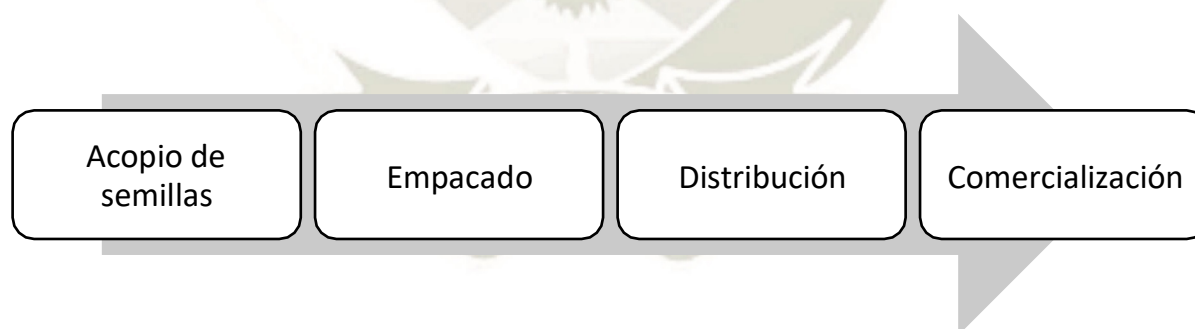 Acopio de
semillas
Empacado
Distribución
Comercialización